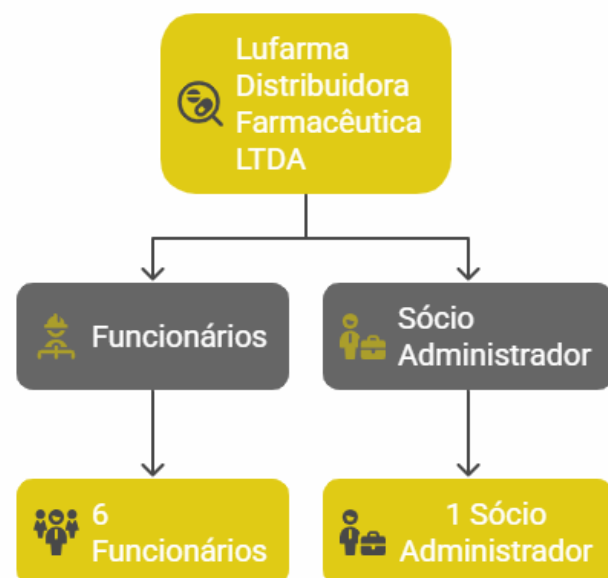 Lufarma
Distribuidora
Farmacêutica
LTDA
Funcionários
Sócio
Administrador
6
Funcionários
1 Sócio
Administrador